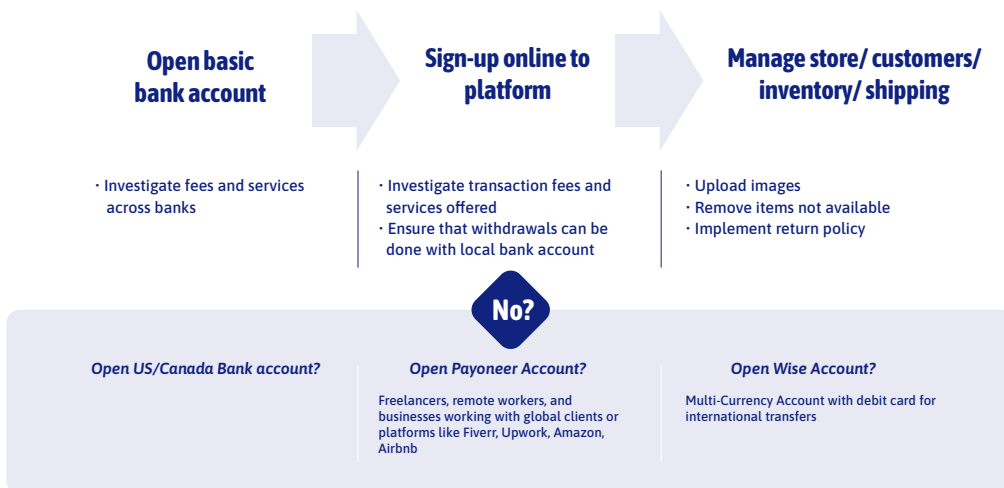 Open basic
bank account
Sign-up online to
platform
Manage store/ customers/
inventory/ shipping
· Investigate fees and services
across banks
· Investigate transaction fees and
services offered
· Ensure that withdrawals can be
done with local bank account
· Upload images
· Remove items not available
· Implement return policy
No?
Open US/Canada Bank account?
Open Payoneer Account?
Freelancers, remote workers, and
businesses working with global clients or
platforms like Fiverr, Upwork, Amazon,
Airbnb
Open Wise Account?
Multi-Currency Account with debit card for
international transfers